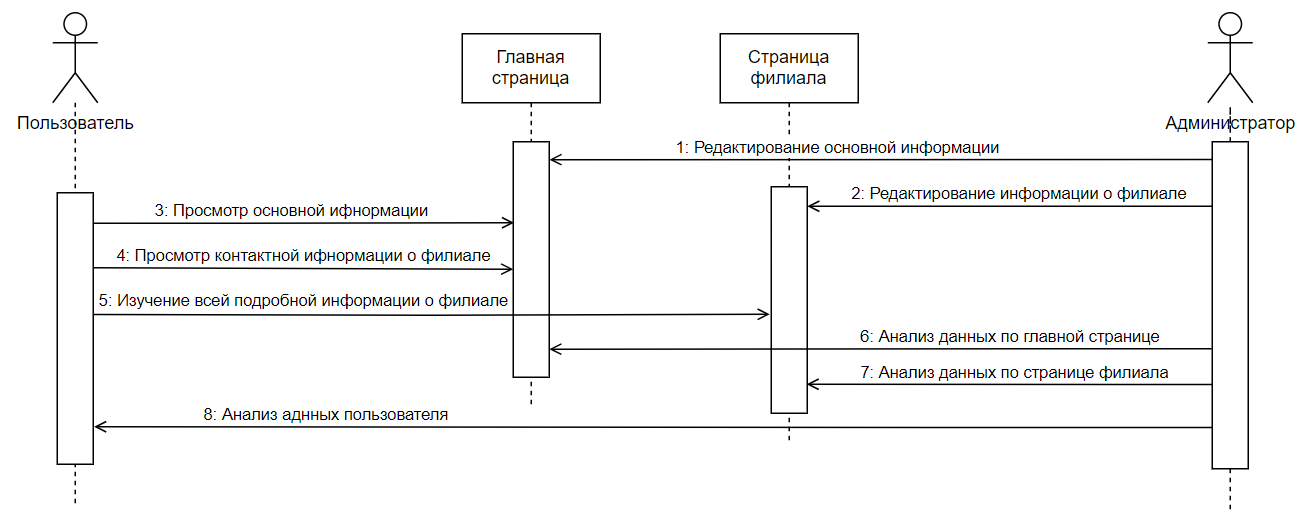 Главная
страница
Страница
филиала
Пользователь
Администратор
1: Редактирование основной информации
2: Редактирование информации о филиале
3: Просмотр основной ифнормации
4: Просмотр контактной ифнормации о филиале
5: Изучение всей подробной информации о филиале
6: Анализ данных по главной странице
7: Анализ данных по странице филиала
8: Анализ аднных пользователя